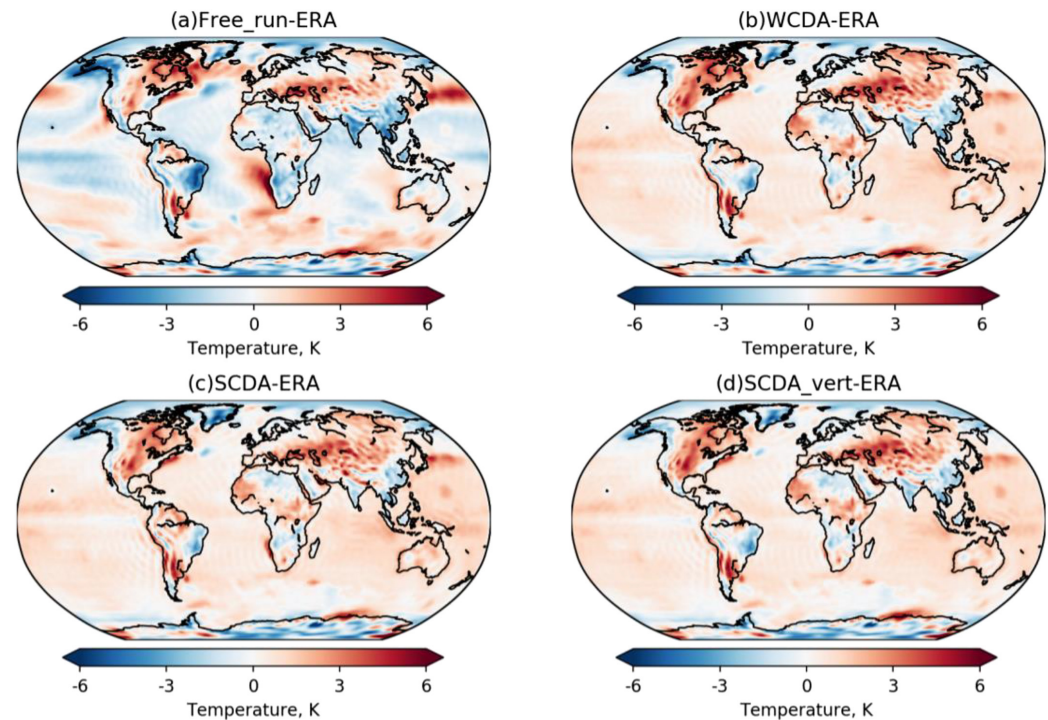 (a)Free_run-ERA
(b)WCDA-ERA
-6 -3 0 3 6
Temperature, K
-6 -3 0 3 6
Temperature, K
(c)SCDA-ERA
(d)SCDA_vert-ERA
-6 -3 0 3 6
Temperature, K
-6 -3 0 3 6
Temperature, K